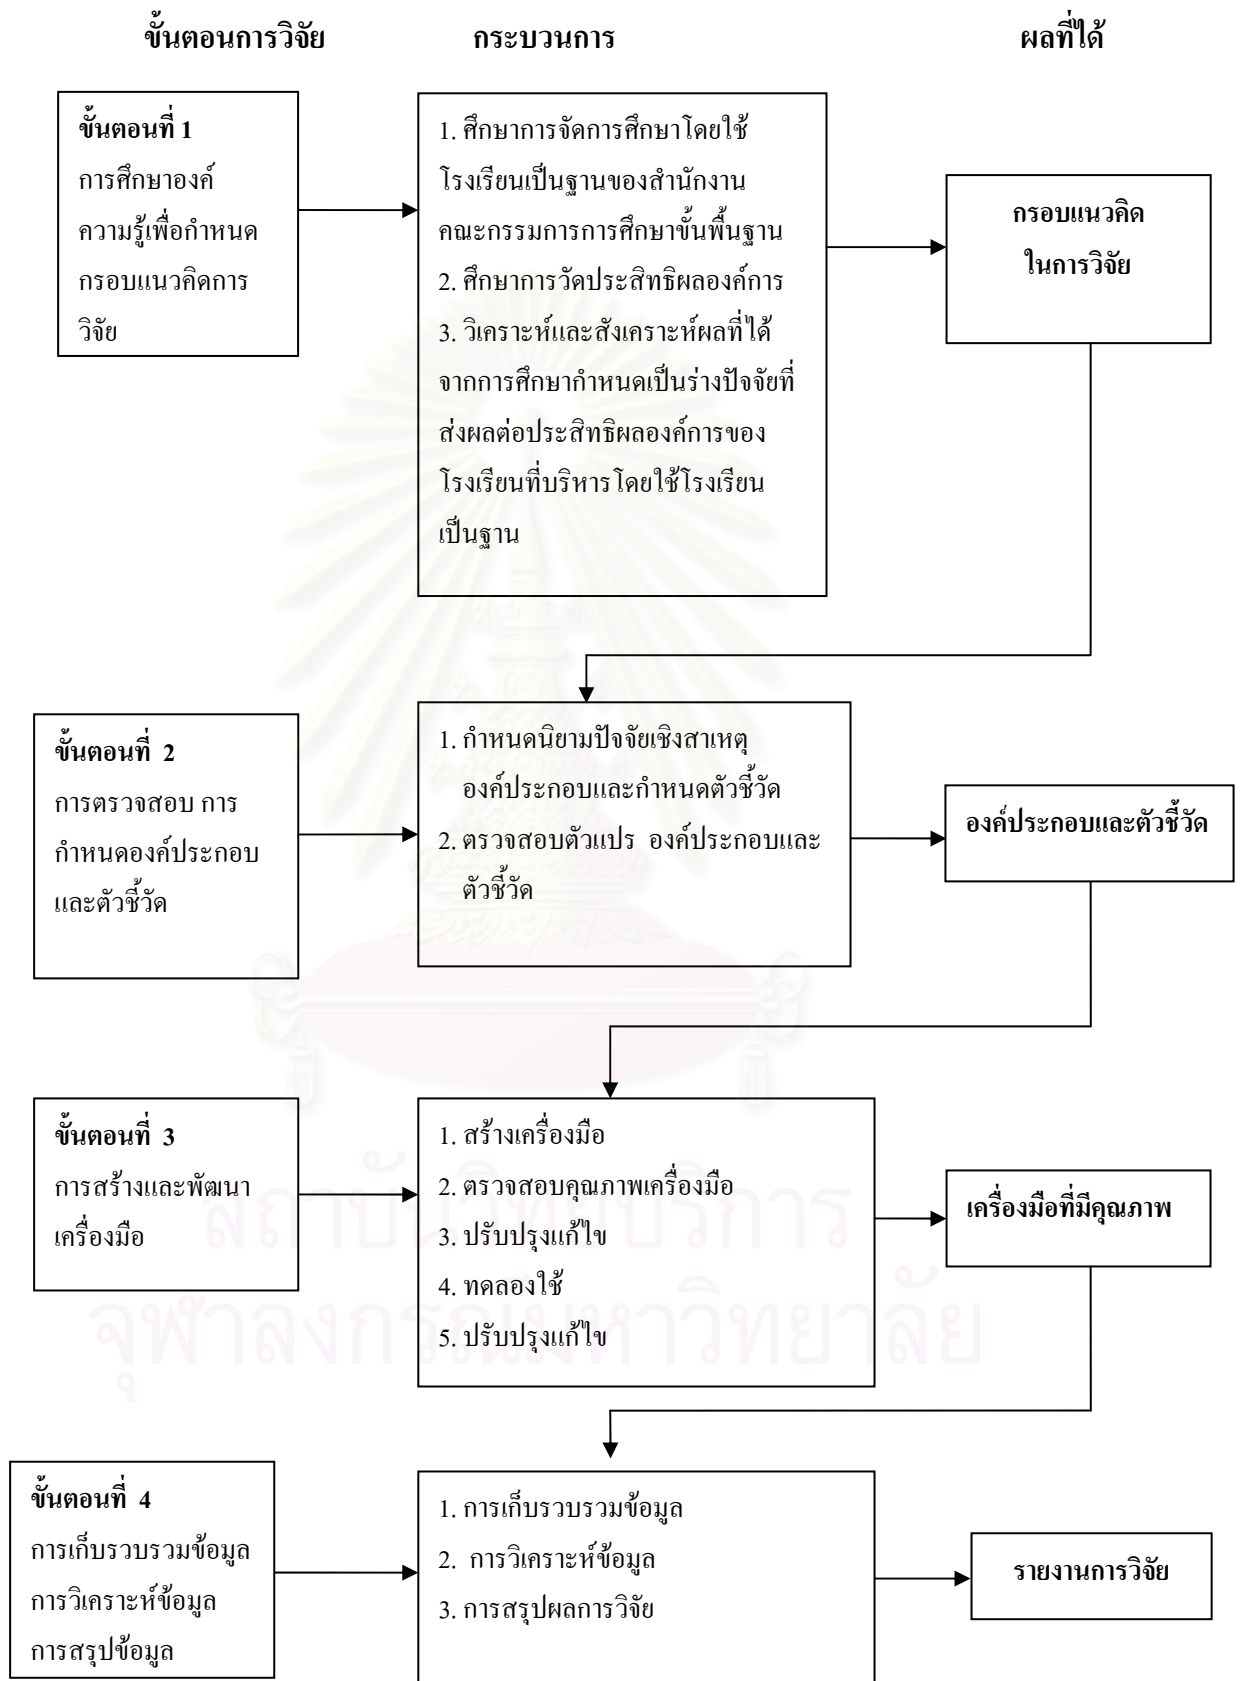 ขั้นตอนการวิจัย กระบวนการ ผลที่ได้
ขั้นตอนที่ 1
การศึกษาองค์
ความรู้เพื่อกำหนด
กรอบแนวคิดการ
วิจัย
1. ศึกษาการจัดการศึกษาโดยใช้
โรงเรียนเป็นฐานของสำนักงาน
คณะกรรมการการศึกษาขั้นพื้นฐาน
2. ศึกษาการวัดประสิทธิผลองค์การ
3. วิเคราะห์และสังเคราะห์ผลที่ได้
จากการศึกษากำหนดเป็นร่างปัจจัยที่
ส่งผลต่อประสิทธิผลองค์การของ
โรงเรียนที่บริหารโดยใช้โรงเรียน
เป็นฐาน
กรอบแนวคิด
ในการวิจัย
ขั้นตอนที่ 2
การตรวจสอบ การ
กำหนดองค์ประกอบ
และตัวชี้วัด
1. กำหนดนิยามปัจจัยเชิงสาเหตุ
องค์ประกอบและกำหนดตัวชี้วัด
2. ตรวจสอบตัวแปร องค์ประกอบและ
ตัวชี้วัด
องค์ประกอบและตัวชี้วัด
ขั้นตอนที่ 3
การสร้างและพัฒนา
เครื่องมือ
1. สร้างเครื่องมือ
2. ตรวจสอบคุณภาพเครื่องมือ
3. ปรับปรุงแก้ไข
4. ทดลองใช้
5. ปรับปรุงแก้ไข
เครื่องมือที่มีคุณภาพ
สถาบันวิทยบริการ
จุฬาลงกรณ์มหาวิทยาลัย
ขั้นตอนที่ 4
การเก็บรวบรวมข้อมูล
การวิเคราะห์ข้อมูล
การสรุปข้อมูล
1. การเก็บรวบรวมข้อมูล
2. การวิเคราะห์ข้อมูล
3. การสรุปผลการวิจัย
รายงานการวิจัย